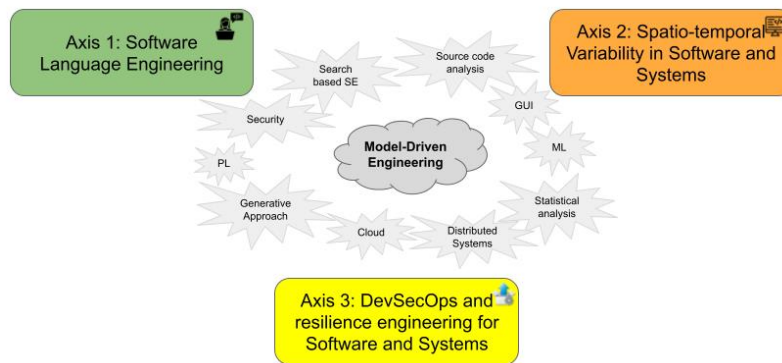 Axis 1: Software
Language Engineering
Axis 2: Spatio-temporal
Variability in Software and
Systems
Search
based SE
Source code
analysis
Security
GUI
Model-Driven
Engineering
PL
ML
Generative
Approach
Statistical
analysis
Cloud
Distributed
Systems
Axis 3: DevSecOps and
resilience engineering for
Software and Systems